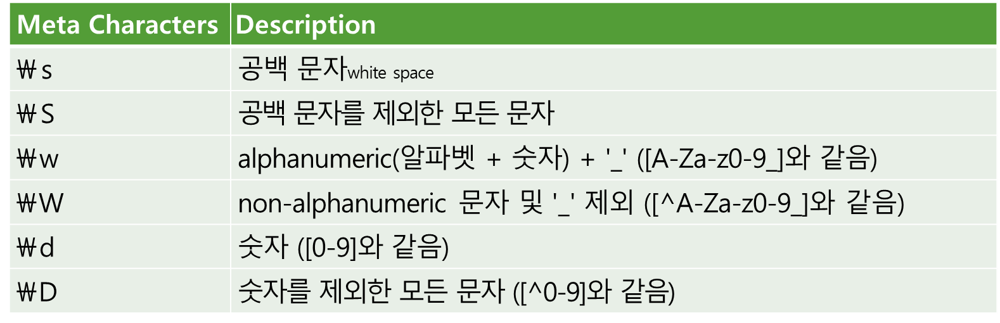 Meta Characters Description
₩s 공백 문자white space
₩S 공백 문자를 제외한 모든 문자
₩w alphanumeric(알파벳 + 숫자) + '_' ([A-Za-z0-9_]와 같음)
₩W non-alphanumeric 문자 및 '_' 제외 ([^A-Za-z0-9_]와 같음)
₩d 숫자 ([0-9]와 같음)
₩D 숫자를 제외한 모든 문자 ([^0-9]와 같음)